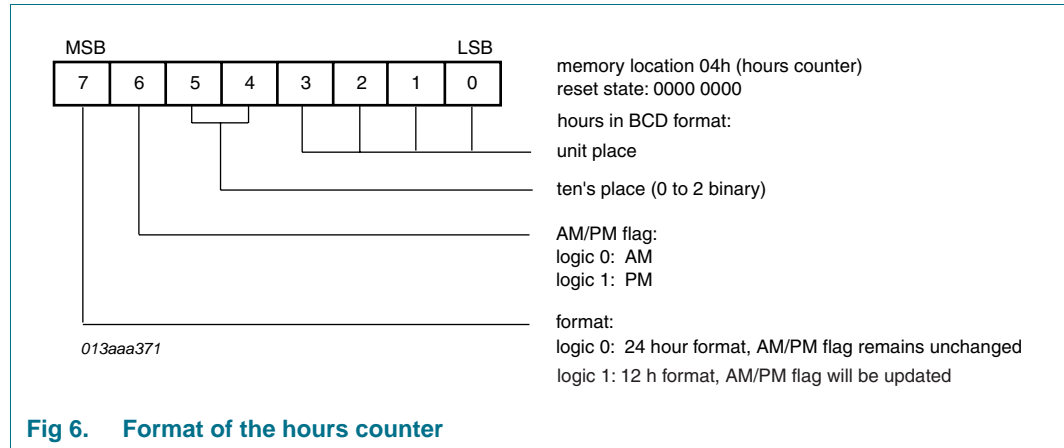 MSB LSB
7 6 5 4 3 2 1 0
memory location 04h (hours counter)
reset state: 0000 0000
hours in BCD format:
unit place
ten's place (0 to 2 binary)
AM/PM flag:
logic 0: AM
logic 1: PM
format:
logic 0: 24 hour format, AM/PM flag remains unchanged
logic 1: 12 h format, AM/PM flag will be updated
013aaa371
Fig 6. Format of the hours counter